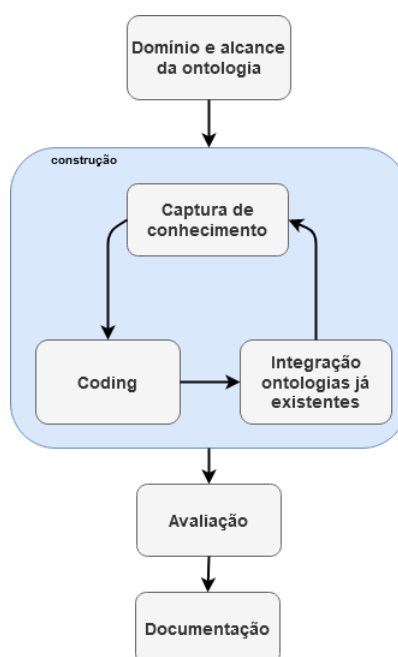 Domínio e alcance
da ontologia
construção
Captura de
conhecimento
Coding
Integração
ontologias já
existentes
Avaliação
Documentação